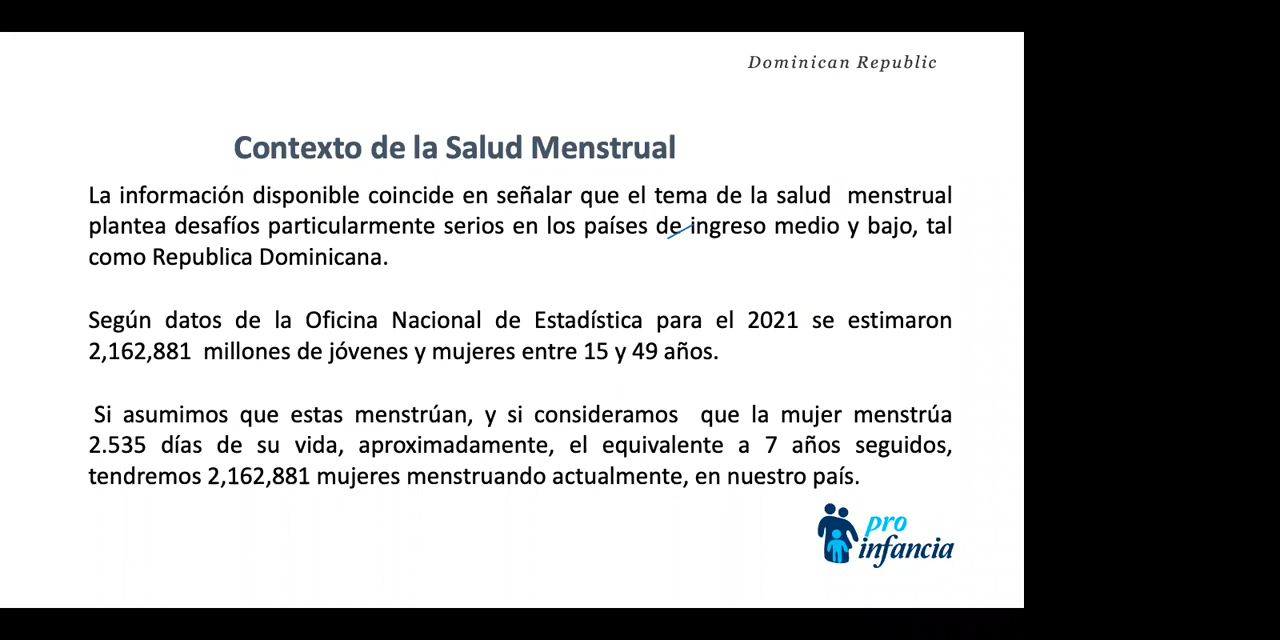 Dominican Republic
Contexto de la Salud Menstrual
La información disponible coincide en señalar que el tema de la salud menstrual
plantea desafíos particularmente serios en los países de ingreso medio y bajo, tal
como Republica Dominicana.
Según datos de la Oficina Nacional de Estadística para el 2021 se estimaron
2,162,881 millones de jóvenes y mujeres entre 15 y 49 años.
Si asumimos que estas menstrúan, y si consideramos que la mujer menstrúa
2.535 días de su vida, aproximadamente, el equivalente a 7 años seguidos,
tendremos 2,162,881 mujeres menstruando actualmente, en nuestro país.
pro
infancia